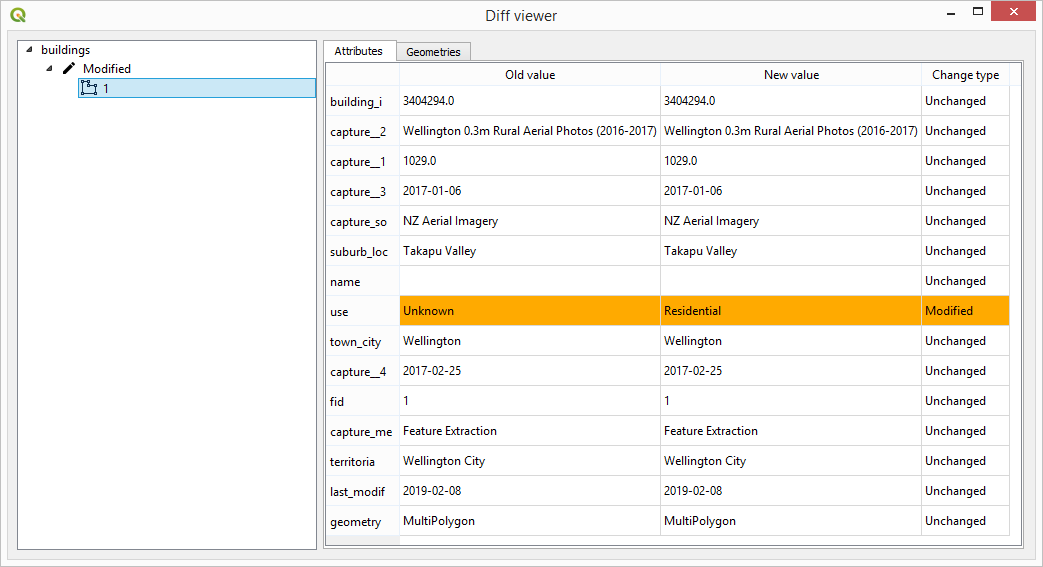 Diff viewer
buildings
Modified
1
Attributes Geometries
Old value New value Change type
building_i 3404294.0 3404294.0 Unchanged
capture__2 Wellington 0.3m Rural Aerial Photos (2016-2017) Wellington 0.3m Rural Aerial Photos (2016-2017) Unchanged
capture__1 1029.0 1029.0 Unchanged
capture__3 2017-01-06 2017-01-06 Unchanged
capture_so NZ Aerial Imagery NZ Aerial Imagery Unchanged
suburb_loc Takapu Valley Takapu Valley Unchanged
name Unchanged
use Unknown Residential Modified
town_city Wellington Wellington Unchanged
capture__4 2017-02-25 2017-02-25 Unchanged
fid 1 1 Unchanged
capture_me Feature Extraction Feature Extraction Unchanged
territoria Wellington City Wellington City Unchanged
last_modif 2019-02-08 2019-02-08 Unchanged
geometry MultiPolygon MultiPolygon Unchanged